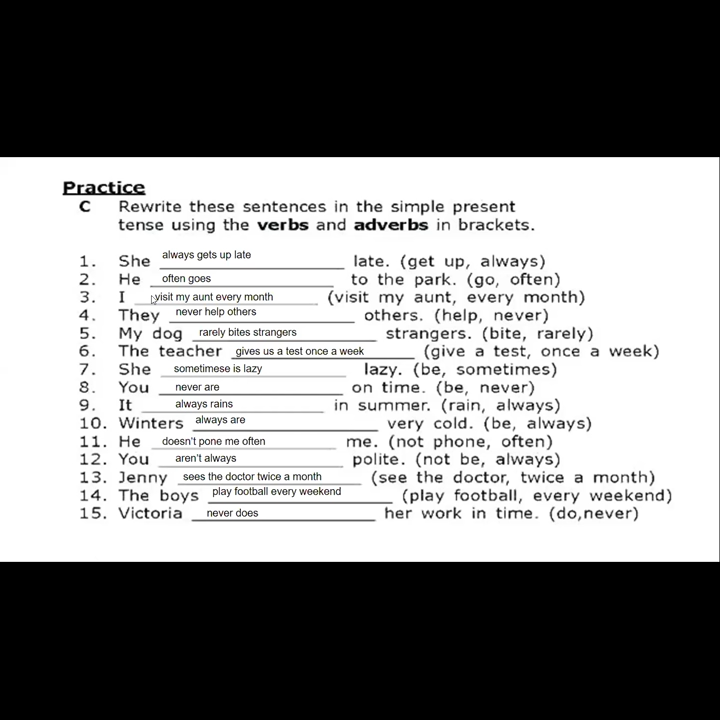 Practice
C Rewrite these sentences in the simple present
tense using the verbs and adverbs in brackets.
1. She always gets up late late. (get up, always)
2. He often goes to the park. (go, often)
3. I visit my aunt every month (visit my aunt, every month)
4. They never help others others. (help, never)
5. My dog rarely bites strangers strangers. (bite, rarely)
6. The teacher gives us a test once a week (give a test, once a week)
7. She sometimese is lazy lazy. (be, sometimes)
8. You never are on time. (be, never)
9. It always rains in summer. (rain, always)
10. Winters always are very cold. (be, always)
11. He doesn't pone me often me. (not phone, often)
12. You aren't always polite. (not be, always)
13. Jenny sees the doctor twice a month (see the doctor, twice a month)
14. The boys play football every weekend (play football, every weekend)
15. Victoria never does her work in time. (do,never)